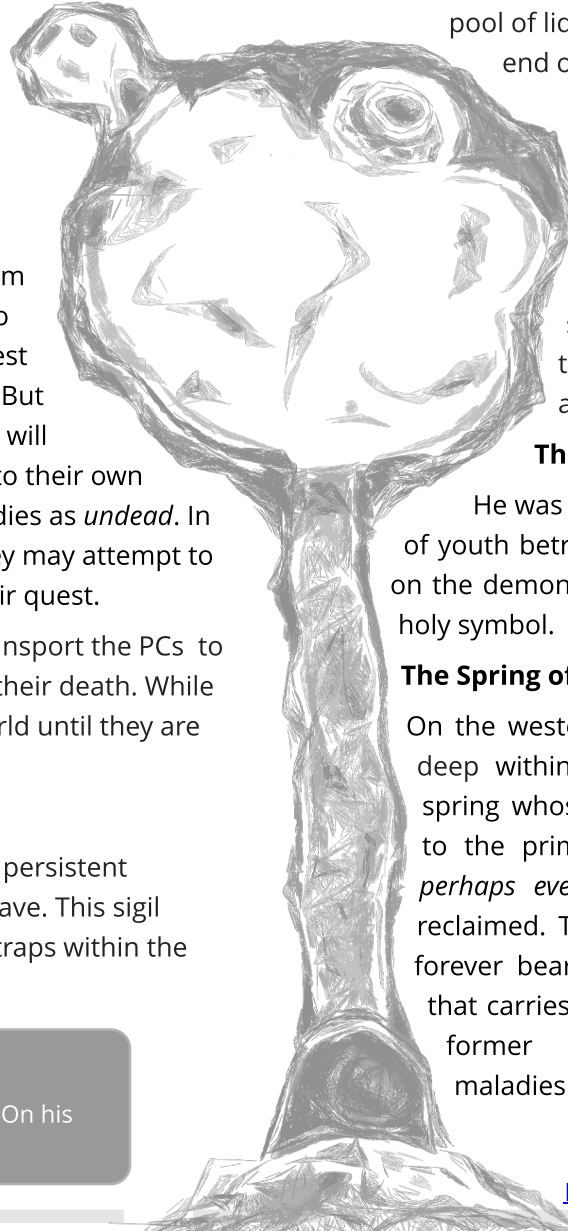 m
o
est
But
will
to their own
dies as undead. In
ey may attempt to
ir quest.
nsport the PCs to
their death. While
rld until they are
persistent
ave. This sigil
traps within the
On his
pool of liq
end o
t
a
Th
He was
of youth betr
on the demon
holy symbol.
The Spring of
On the weste
deep within
spring whos
to the prin
perhaps eve
reclaimed. T
forever bear
that carries
former
maladies